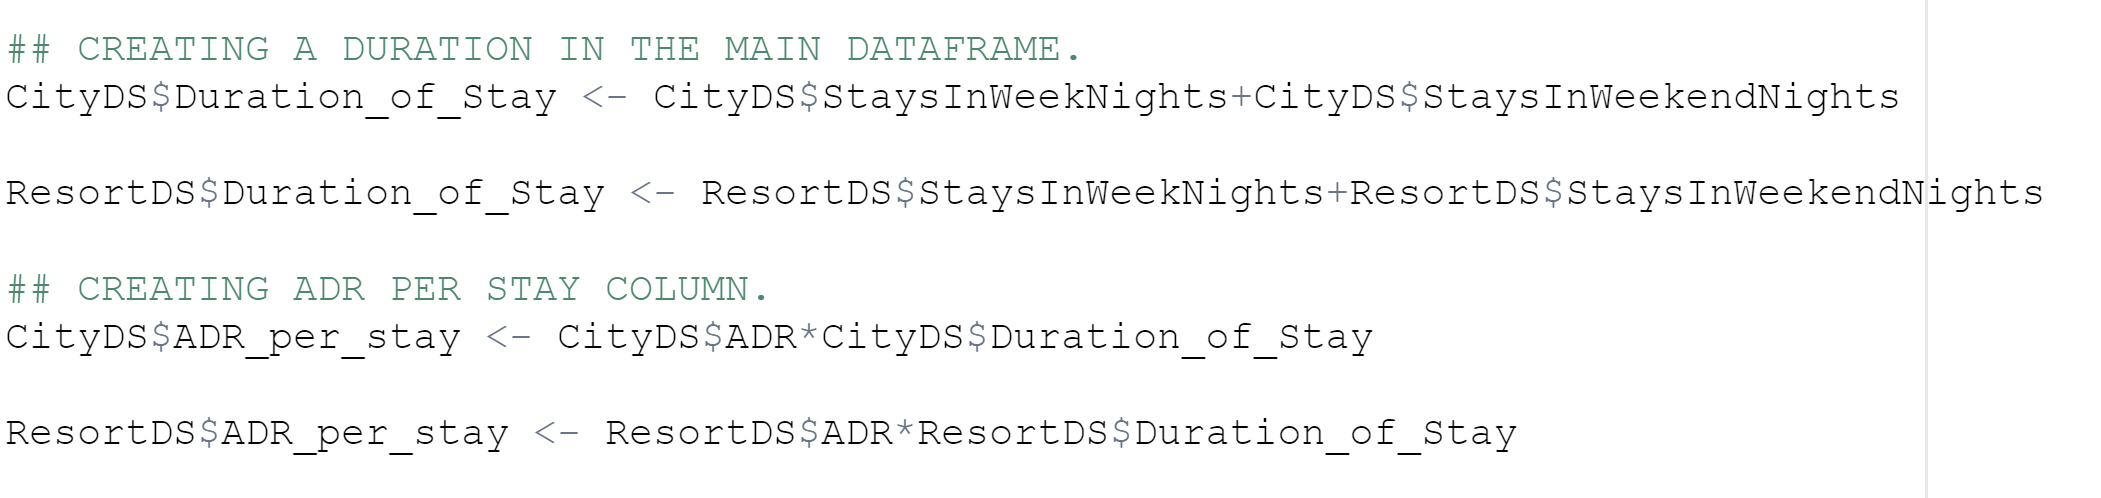 ## CREATING A DURATION IN THE MAIN DATAFRAME.
CityDS$Duration_of_Stay <- CityDS$StaysInWeekNights+CityDS$StaysInWeekendNights
ResortDS$Duration_of_Stay <- ResortDS$StaysInWeekNights+ResortDS$StaysInWeekendNights
## CREATING ADR PER STAY COLUMN.
CityDS$ADR_per_stay <- CityDS$ADR*CityDS$Duration_of_Stay
ResortDS$ADR_per_stay <- ResortDS$ADR*ResortDS$Duration_of_Stay